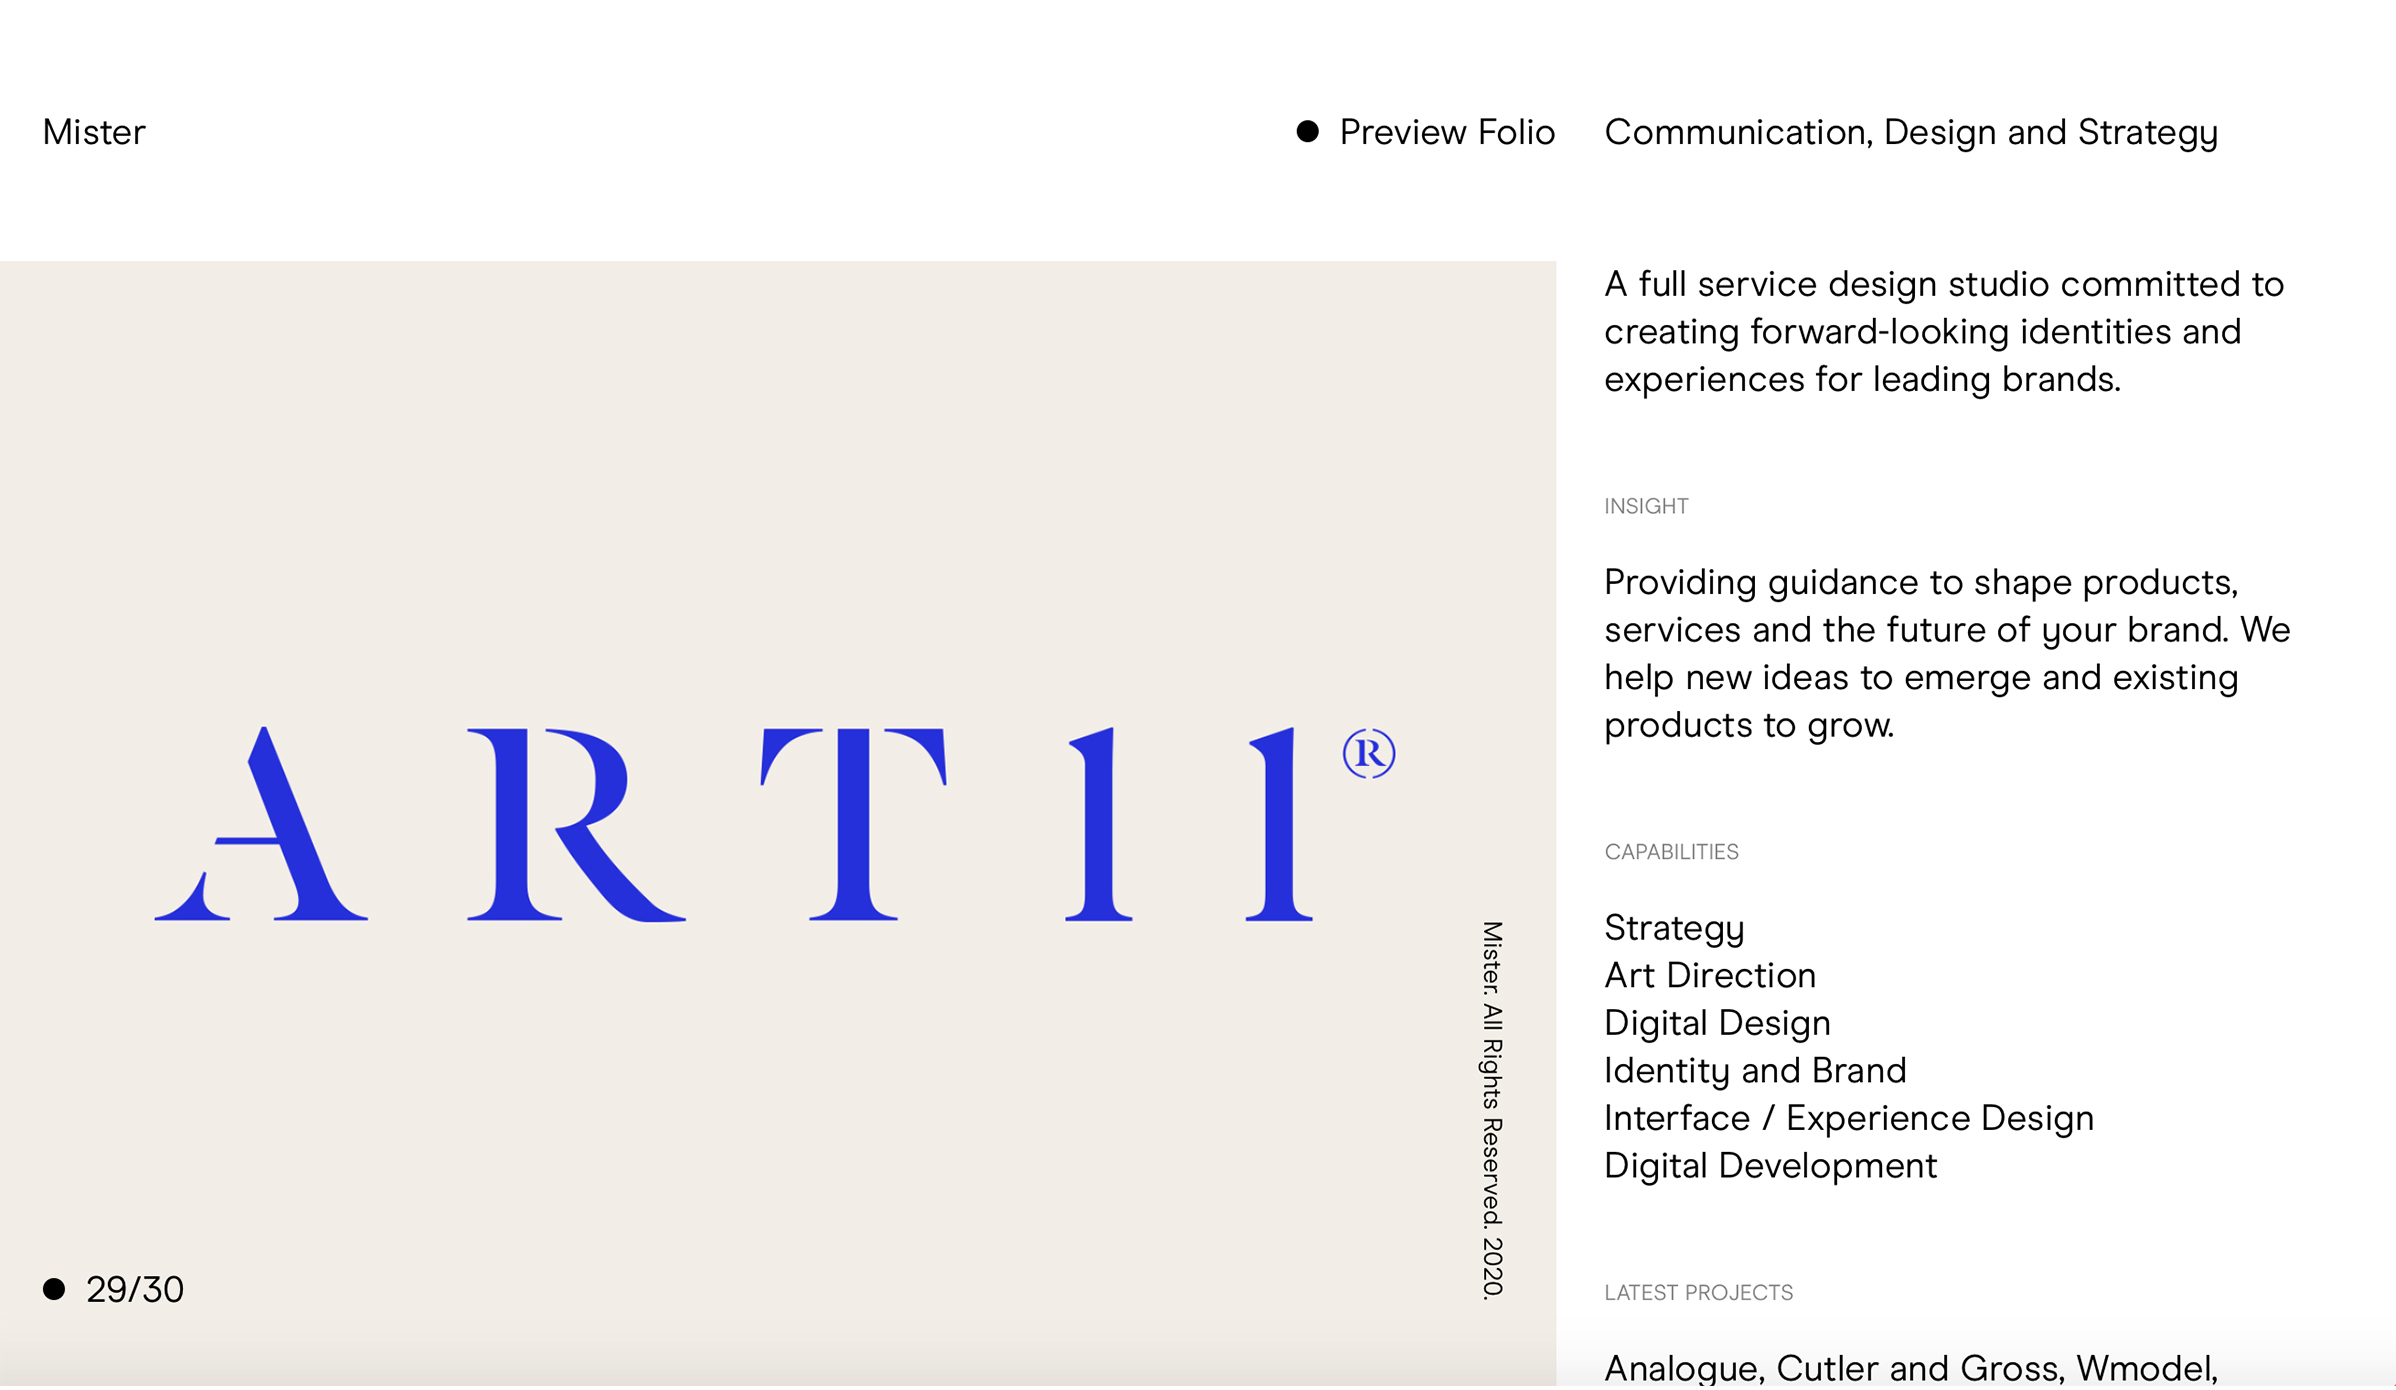 Mister
Preview Folio
Communication, Design and Strategy
ART11®
Mister. All Rights Reserved. 2020.
29/30
A full service design studio committed to
creating forward-looking identities and
experiences for leading brands.
INSIGHT
Providing guidance to shape products,
services and the future of your brand. We
help new ideas to emerge and existing
products to grow.
CAPABILITIES
Strategy
Art Direction
Digital Design
Identity and Brand
Interface / Experience Design
Digital Development
LATEST PROJECTS
Analogue, Cutler and Gross, Wmodel,